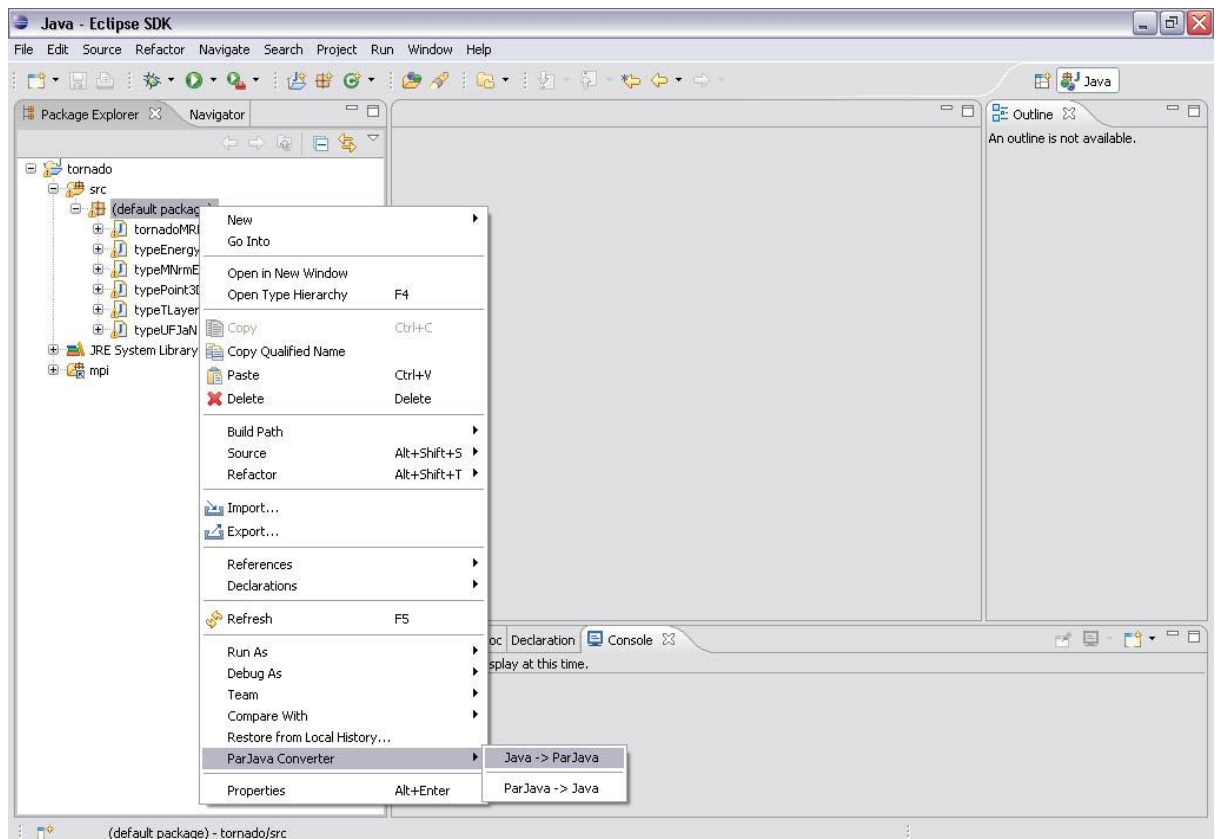 Java - Eclipse SDK
File Edit Source Refactor Navigate Search Project Run Window Help
Java
Package Explorer Navigator
Outline
An outline is not available.
tornado
src
(default packag
tornadoMRI
typeEnergy
typeMNrmE
typePoint3D
typeTLayer
typeUFJaN
JRE System Library
mpi
New
Go Into
Open in New Window
Open Type Hierarchy F4
Copy Ctrl+C
Copy Qualified Name
Paste Ctrl+V
Delete Delete
Build Path
Source Alt+Shift+S
Refactor Alt+Shift+T
Import...
Export...
References
Declarations
Refresh F5
Run As
Debug As
Team
Compare With
Restore from Local History...
ParJava Converter
Properties Alt+Enter
Java -> ParJava
ParJava -> Java
oc Declaration Console
splay at this time.
(default package) - tornado/src